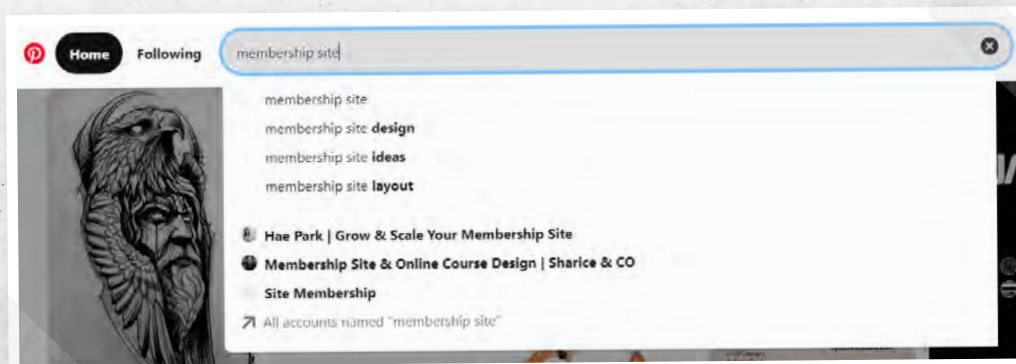 Home Following membership site
membership site
membership site design
membership site ideas
membership site layout
Hae Park | Grow & Scale Your Membership Site
Membership Site & Online Course Design | Sharice & CO
Site Membership
All accounts named "membership site"